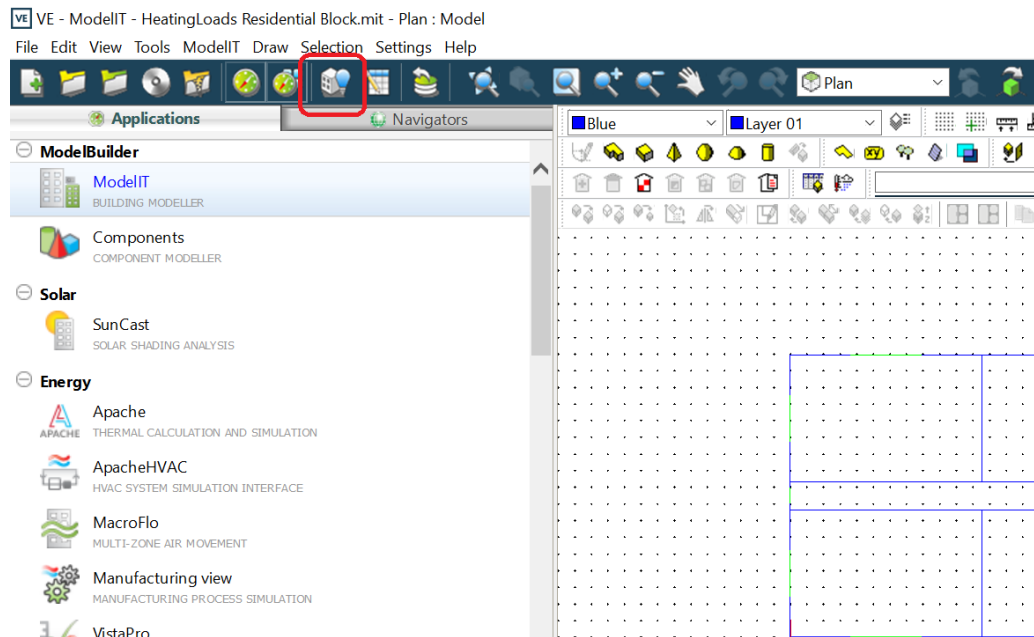 VE VE - ModelIT - HeatingLoads Residential Block.mit - Plan : Model
File Edit View Tools ModelIT Draw Selection Settings Help
Plan
Applications
Navigators
Blue
Layer 01
ModelBuilder
ModelIT
BUILDING MODELLER
Components
COMPONENT MODELLER
Solar
SunCast
SOLAR SHADING ANALYSIS
Energy
Apache
APACHE
THERMAL CALCULATION AND SIMULATION
ApacheHVAC
HVAC SYSTEM SIMULATION INTERFACE
MacroFlo
MULTI-ZONE AIR MOVEMENT
Manufacturing view
MANUFACTURING PROCESS SIMULATION
VistaPro